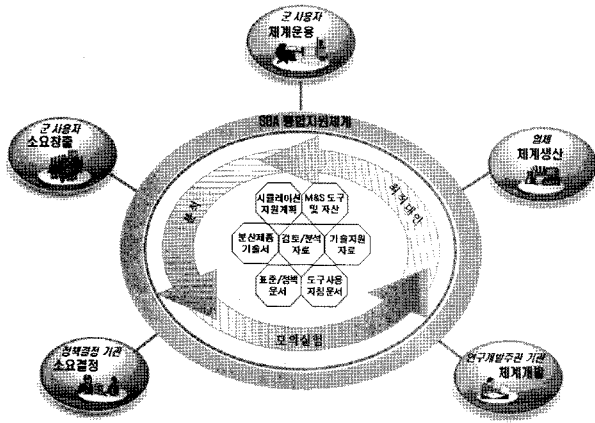 군 사용자
체계운용
SBA 통합지원체계
군 사용자
소요창출
업체
체계생산
분석
최적대안
시뮬레이션
지원계획
M&S 도구
및 자산
분산제품
기술서
검토/분석
자료
기술지원
자료
표준/정책
문서
도구 사용
지침 문서
모의실험
정책결정 기관
소요결정
연구개발주관 기관
체계개발